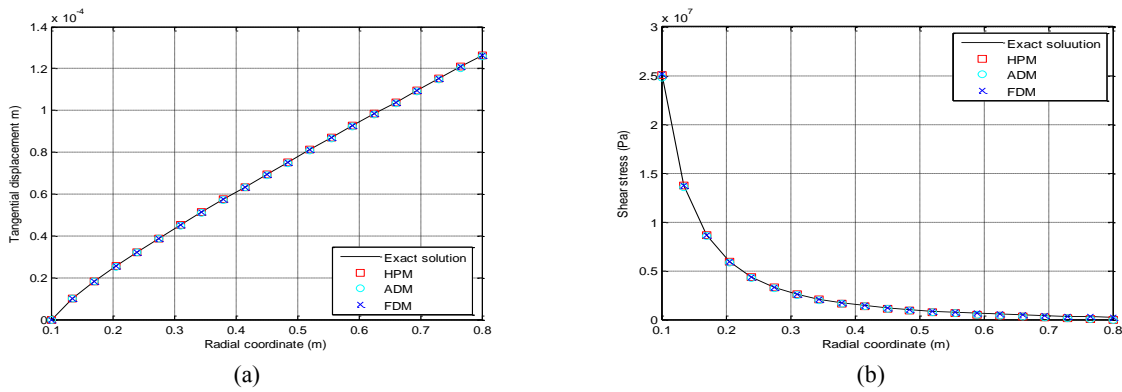 x 10⁻⁴
1.4
1.2
1
0.8
0.6
0.4
0.2
0
0.1 0.2 0.3 0.4 0.5 0.6 0.7 0.8
Radial coordinate (m)
Tangential displacement m)
Exact solution
HPM
ADM
FDM
(a)
x 10⁷
3
2.5
2
1.5
1
0.5
0
0.1 0.2 0.3 0.4 0.5 0.6 0.7 0.8
Radial coordinate (m)
Shear stress (Pa)
Exact soluution
HPM
ADM
FDM
(b)